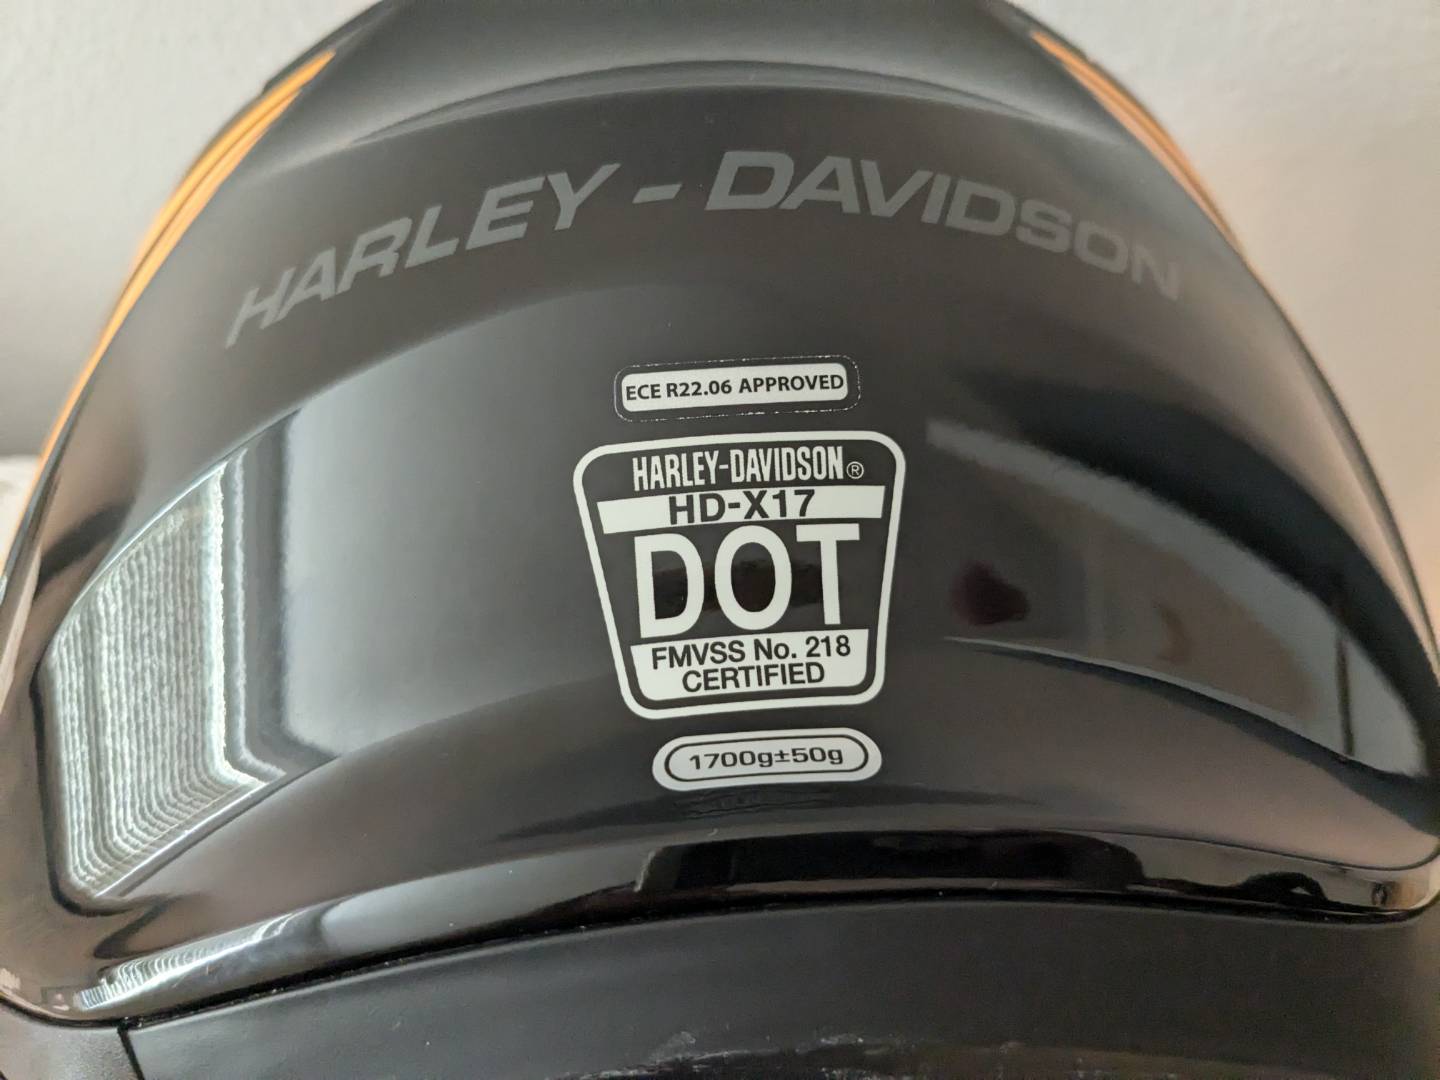 HARLEY - DAVIDSON
ECE R22.06 APPROVED
HARLEY-DAVIDSON®
HD-X17
DOT
FMVSS No. 218
CERTIFIED
1700g±50g